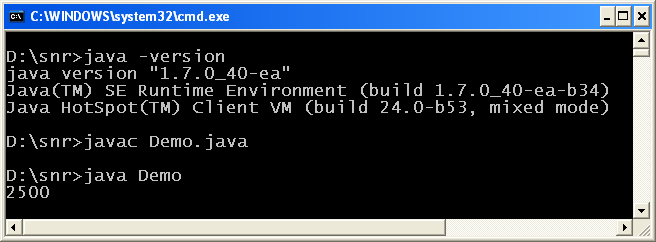 C:\WINDOWS\system32\cmd.exe
D:\snr>java -version
java version "1.7.0_40-ea"
Java(TM) SE Runtime Environment (build 1.7.0_40-ea-b34)
Java HotSpot(TM) Client VM (build 24.0-b53, mixed mode)
D:\snr>javac Demo.java
D:\snr>java Demo
2500